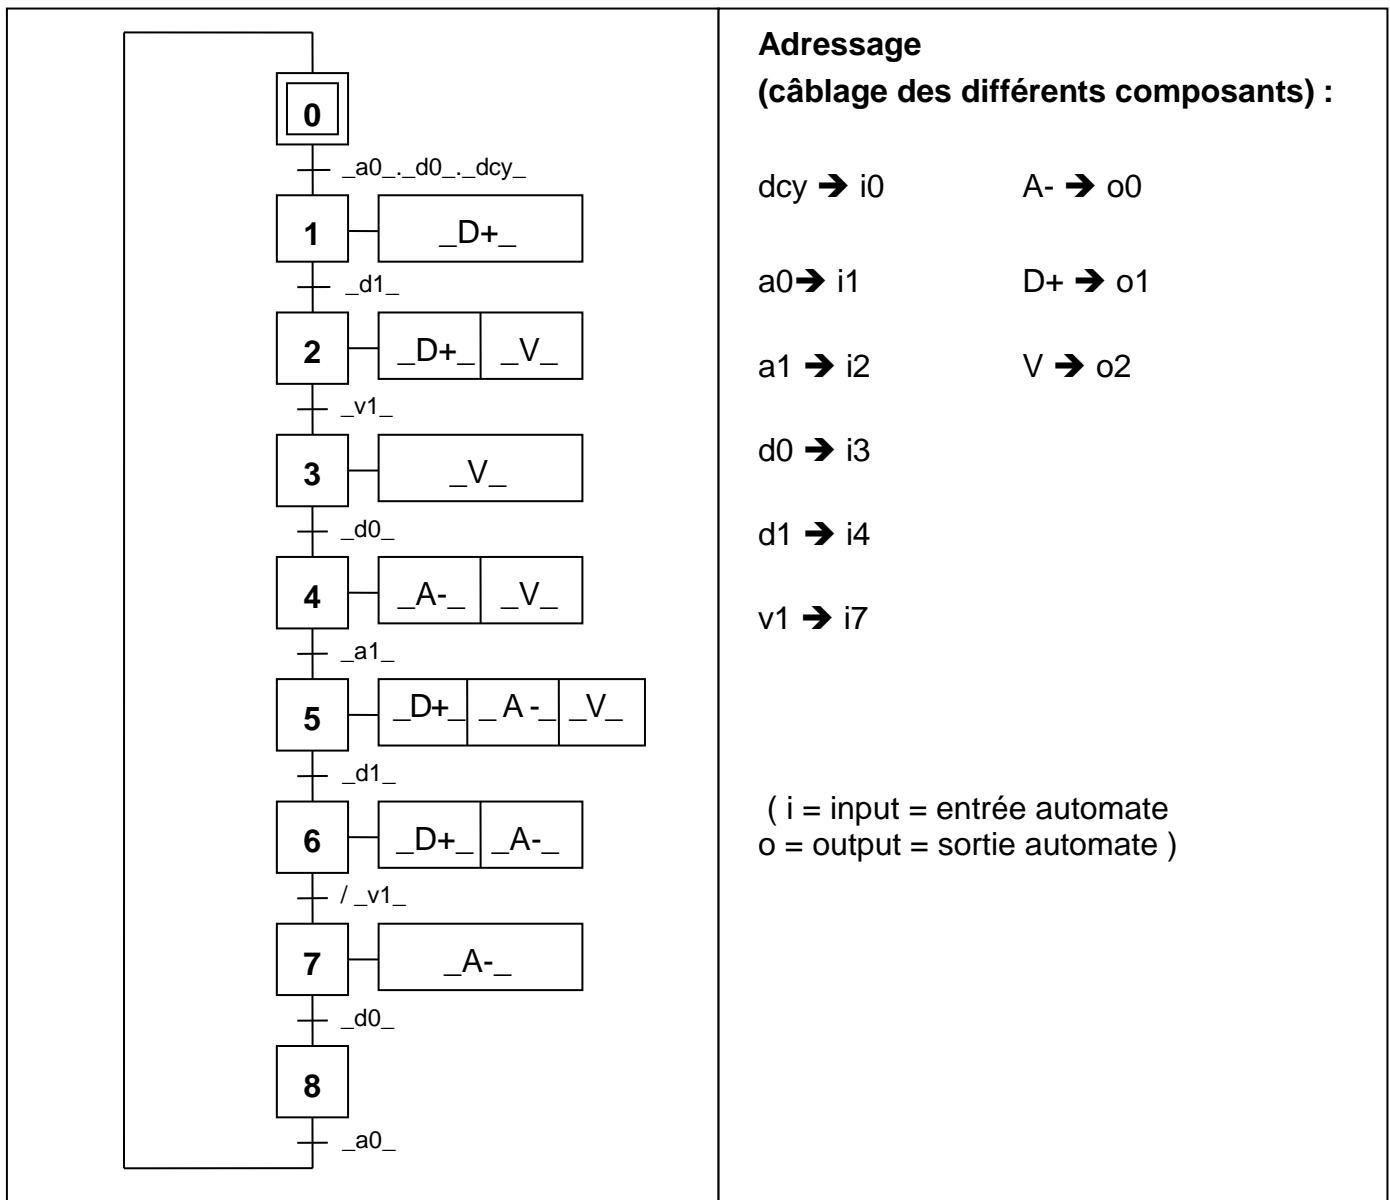 0
_a0_._d0_._dcy_
1 _D+_
_d1_
2 _D+_ _V_
_v1_
3 _V_
_d0_
4 _A-_ _V_
_a1_
5 _D+_ _ A -_ _V_
_d1_
6 _D+_ _A-_
/ _v1_
7 _A-_
_d0_
8
_a0_
Adressage
(câblage des différents composants) :
dcy ➔ i0 A- ➔ o0
a0➔ i1 D+ ➔ o1
a1 ➔ i2 V ➔ o2
d0 ➔ i3
d1 ➔ i4
v1 ➔ i7
( i = input = entrée automate
o = output = sortie automate )